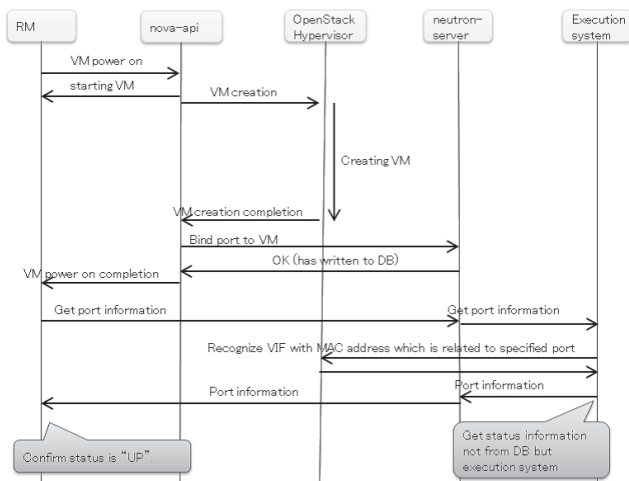 RM
nova-api
OpenStack
Hypervisor
neutron-
server
Execution
system
VM power on
starting VM
VM creation
Creating VM
VM creation completion
Bind port to VM
OK (has written to DB)
VM power on completion
Get port information
Get port information
Recognize VIF with MAC address which is related to specified port
Port information
Port information
Confirm status is “UP”.
Get status information
not from DB but
execution system